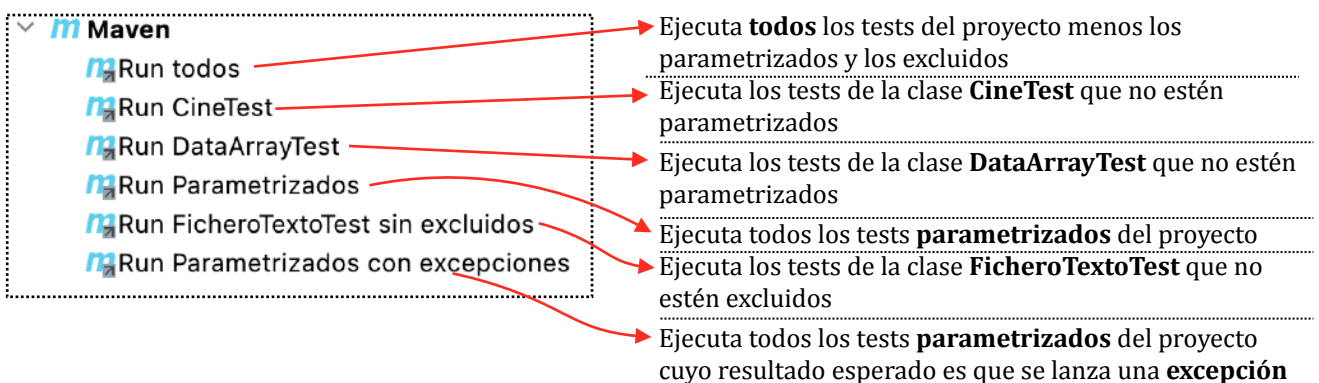 Maven
Run todos
Run CineTest
Run DataArrayTest
Run Parametrizados
Run FicheroTextoTest sin excluidos
Run Parametrizados con excepciones
Ejecuta todos los tests del proyecto menos los
parametrizados y los excluidos
Ejecuta los tests de la clase CineTest que no estén
parametrizados
Ejecuta los tests de la clase DataArrayTest que no estén
parametrizados
Ejecuta todos los tests parametrizados del proyecto
Ejecuta los tests de la clase FicheroTextoTest que no
estén excluidos
Ejecuta todos los tests parametrizados del proyecto
cuyo resultado esperado es que se lanza una excepción